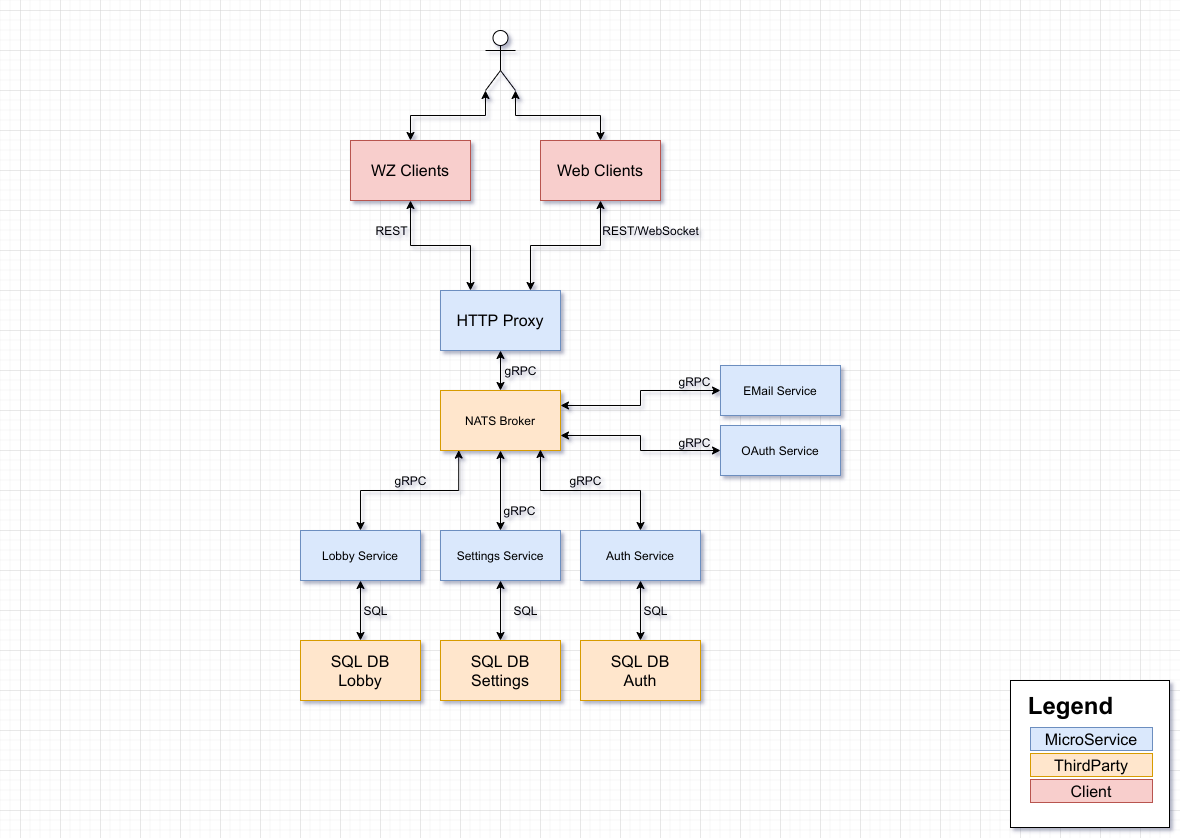 WZ Clients
Web Clients
REST
REST/WebSocket
HTTP Proxy
gRPC
gRPC
EMail Service
NATS Broker
gRPC
OAuth Service
gRPC
gRPC
gRPC
Lobby Service
Settings Service
Auth Service
SQL
SQL
SQL
SQL DB
Lobby
SQL DB
Settings
SQL DB
Auth
Legend
MicroService
ThirdParty
Client